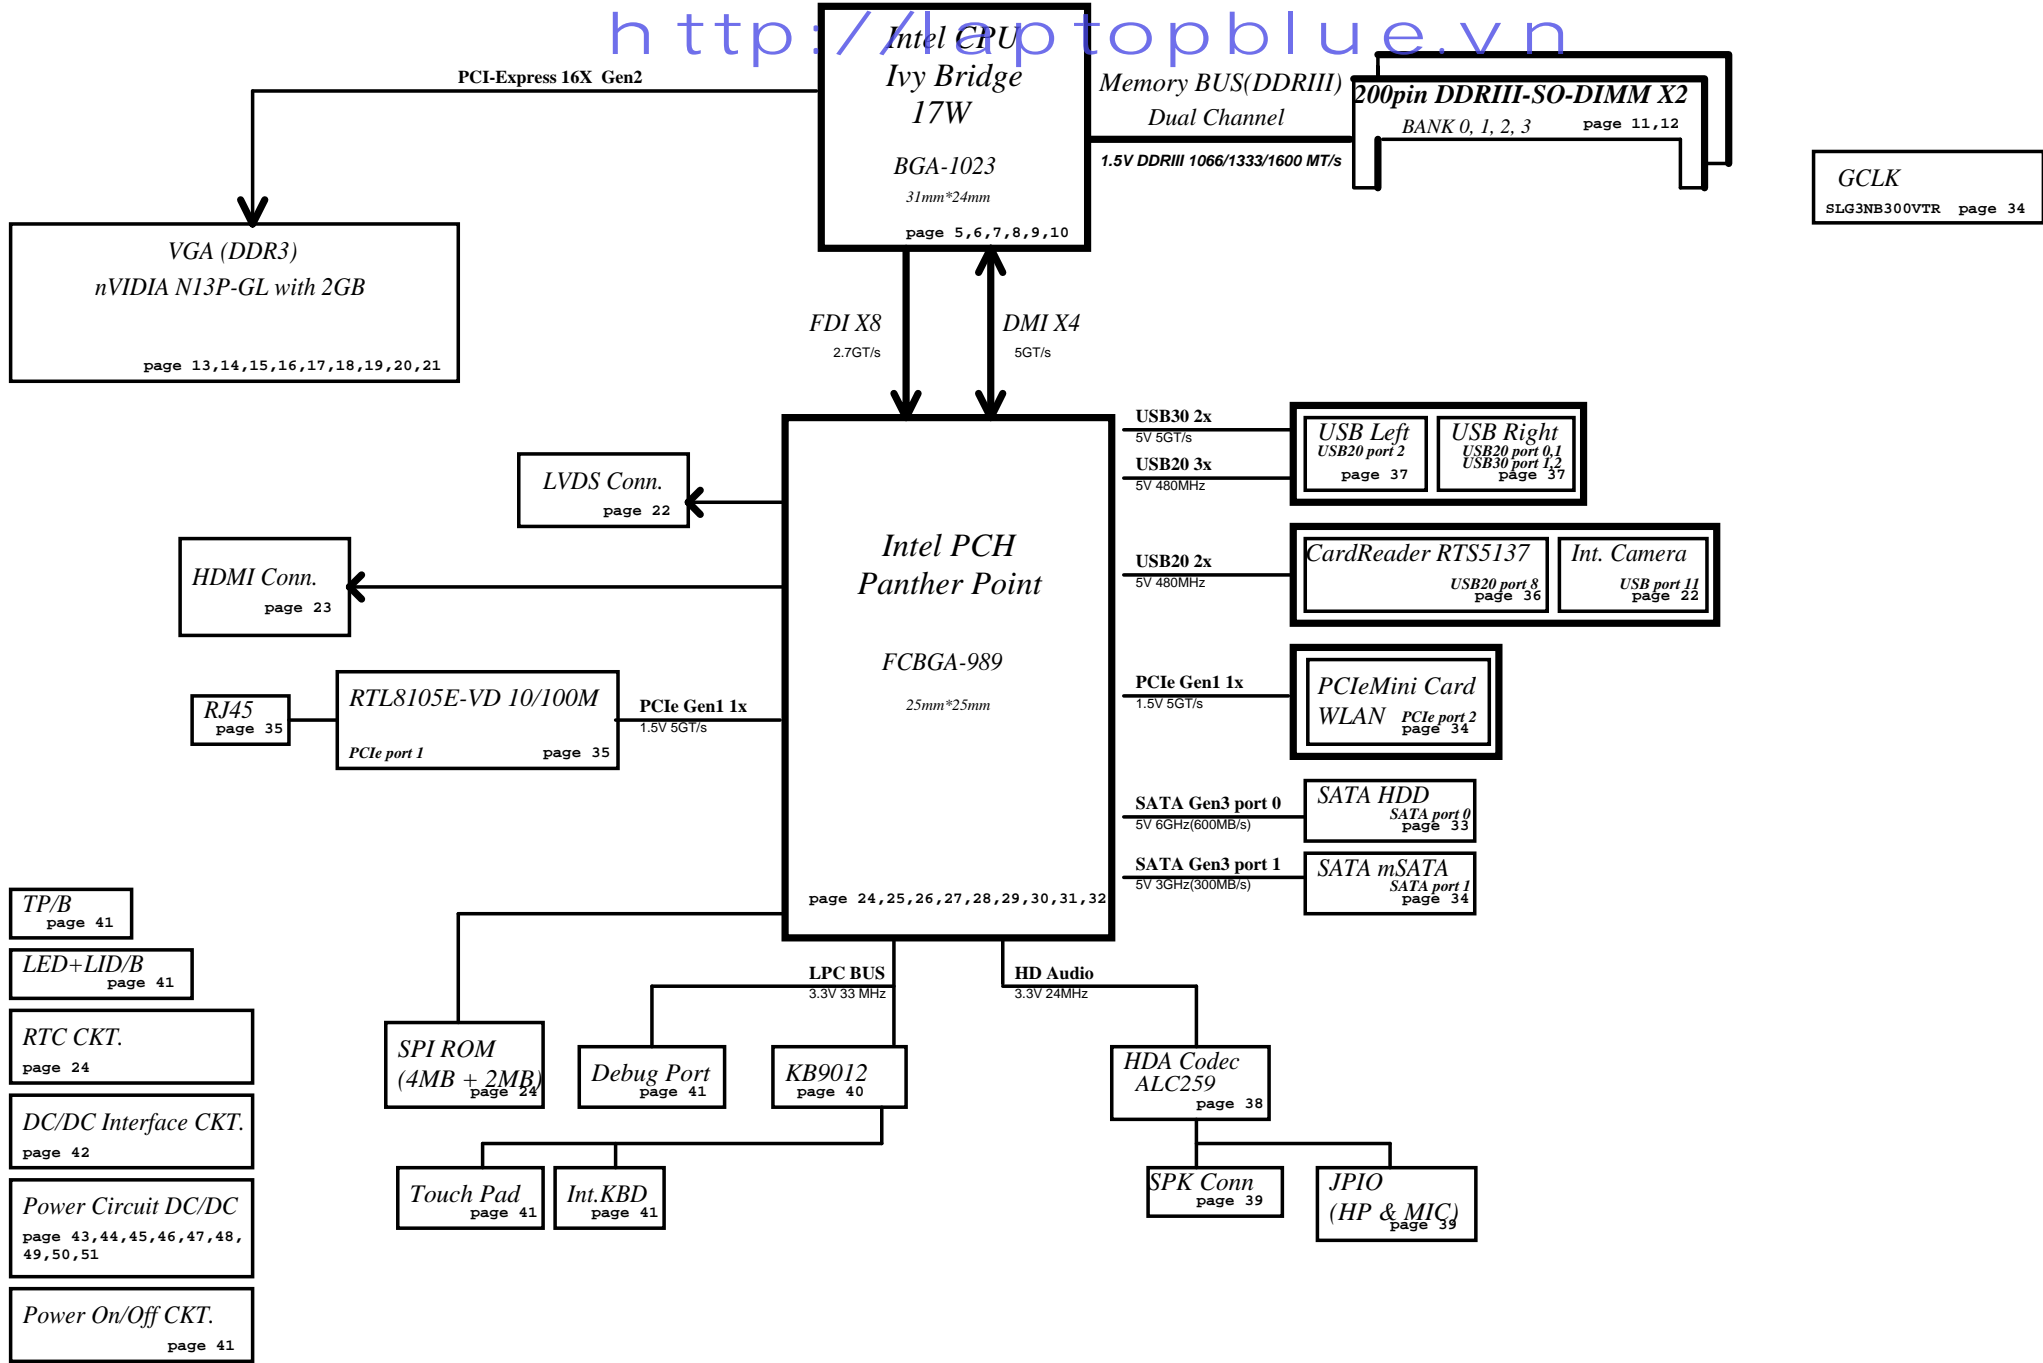 http://laptopblue.vn
Intel CPU
Ivy Bridge
17W
BGA-1023
31mm*24mm
page 5,6,7,8,9,10
PCI-Express 16X Gen2
Memory BUS(DDRIII)
Dual Channel
1.5V DDRIII 1066/1333/1600 MT/s
200pin DDRIII-SO-DIMM X2
BANK 0, 1, 2, 3 page 11,12
GCLK
SLG3NB300VTR page 34
VGA (DDR3)
nVIDIA N13P-GL with 2GB
page 13,14,15,16,17,18,19,20,21
FDI X8
2.7GT/s
DMI X4
5GT/s
Intel PCH
Panther Point
FCBGA-989
25mm*25mm
page 24,25,26,27,28,29,30,31,32
LVDS Conn.
page 22
HDMI Conn.
page 23
RJ45
page 35
RTL8105E-VD 10/100M
PCIe port 1 page 35
PCIe Gen1 1x
1.5V 5GT/s
USB30 2x
5V 5GT/s
USB20 3x
5V 480MHz
USB Left
USB20 port 2
page 37
USB Right
USB20 port 0,1
USB30 port 1,2
page 37
USB20 2x
5V 480MHz
CardReader RTS5137
USB20 port 8
page 36
Int. Camera
USB port 11
page 22
PCIe Gen1 1x
1.5V 5GT/s
PCIeMini Card
WLAN PCIe port 2
page 34
SATA Gen3 port 0
5V 6GHz(600MB/s)
SATA HDD
SATA port 0
page 33
SATA Gen3 port 1
5V 3GHz(300MB/s)
SATA mSATA
SATA port 1
page 34
LPC BUS
3.3V 33 MHz
HD Audio
3.3V 24MHz
SPI ROM
(4MB + 2MB)
page 24
Debug Port
page 41
KB9012
page 40
HDA Codec
ALC259
page 38
Touch Pad
page 41
Int.KBD
page 41
SPK Conn
page 39
JPIO
(HP & MIC)
page 39
TP/B
page 41
LED+LID/B
page 41
RTC CKT.
page 24
DC/DC Interface CKT.
page 42
Power Circuit DC/DC
page 43,44,45,46,47,48,
49,50,51
Power On/Off CKT.
page 41